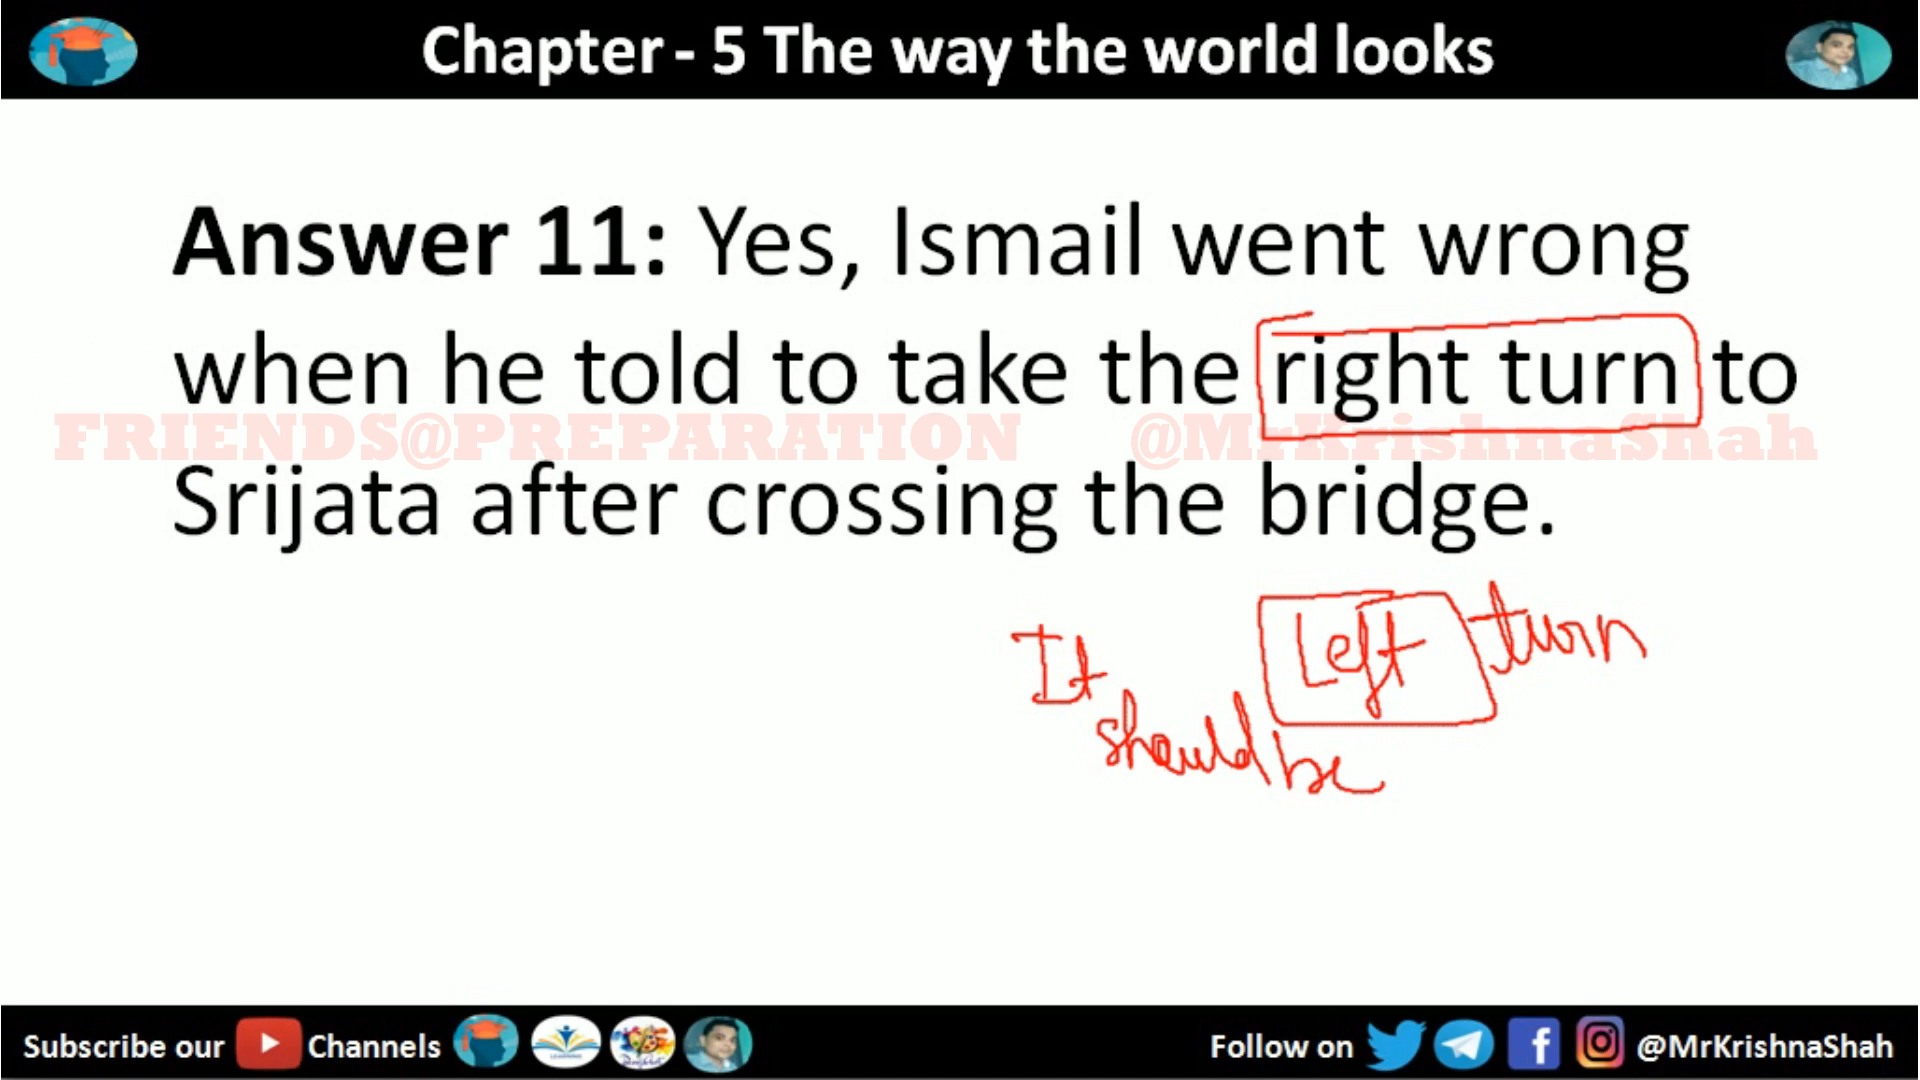 Chapter - 5 The way the world looks
Answer 11: Yes, Ismail went wrong
when he told to take the right turn to
FRIENDS@PREPARATION @MrKrishnaShah
Srijata after crossing the bridge.
It should be Left turn
Subscribe our Channels Follow on @MrKrishnaShah